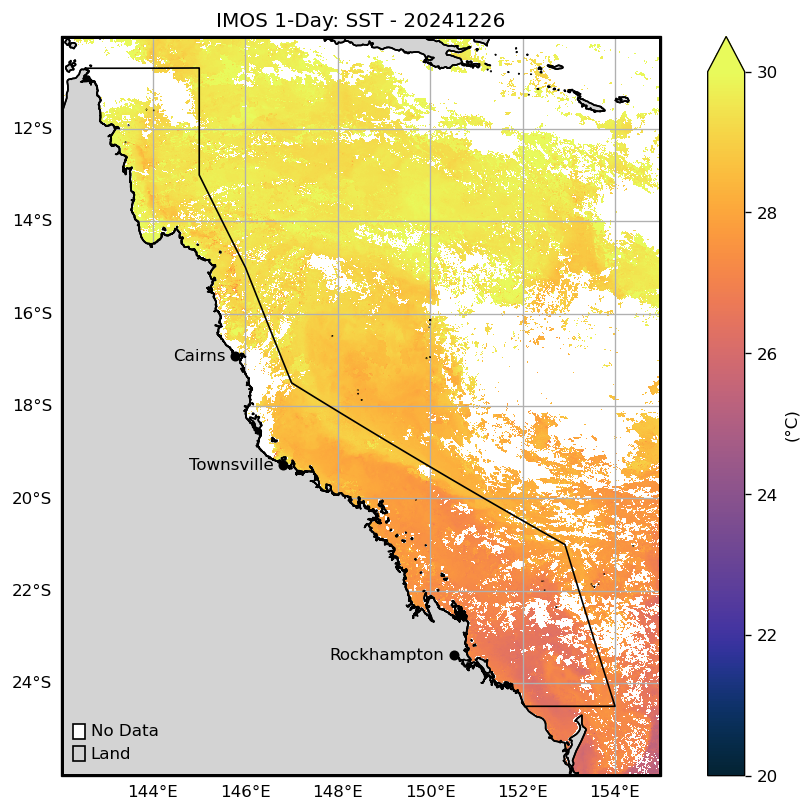 IMOS 1-Day: SST - 20241226
12°S
14°S
16°S
18°S
20°S
22°S
24°S
Cairns
Townsville
Rockhampton
No Data
Land
144°E 146°E 148°E 150°E 152°E 154°E
30
28
26
24
22
20
(°C)